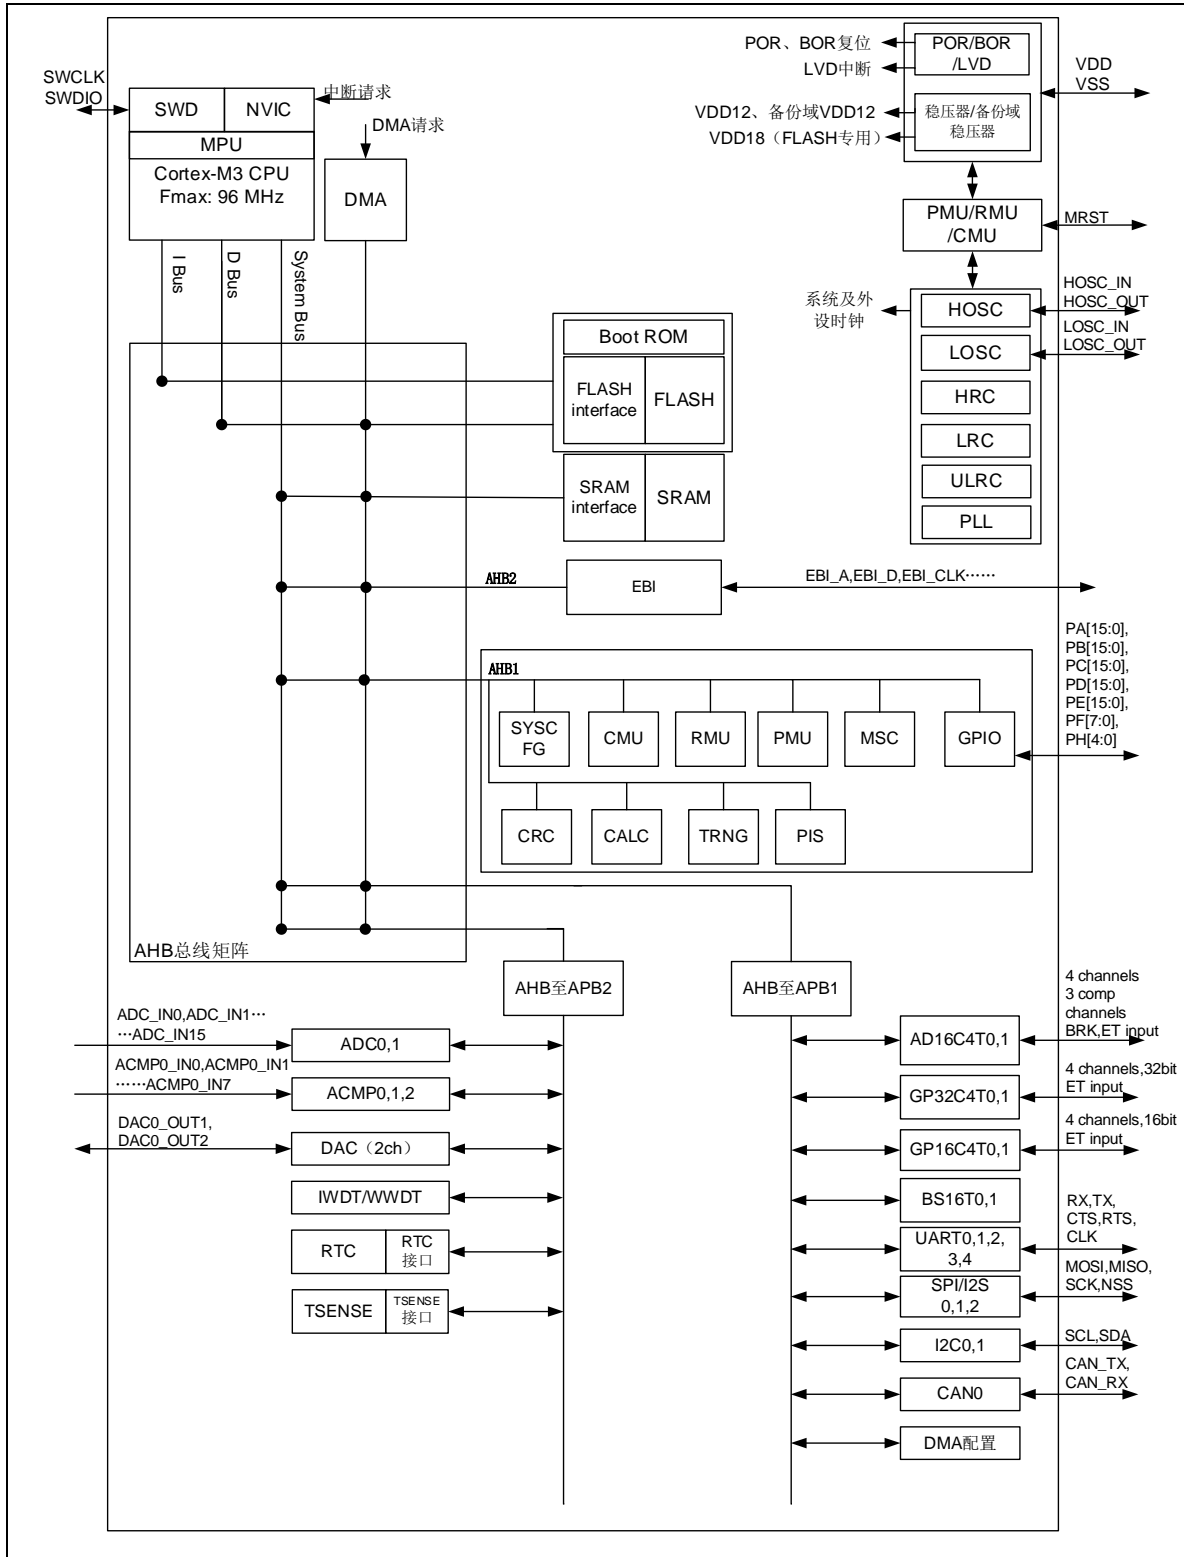 SWCLK
SWDIO
SWD
NVIC
中断请求
MPU
Cortex-M3 CPU
Fmax: 96 MHz
DMA请求
DMA
I Bus
D Bus
System Bus
POR、BOR复位
LVD中断
POR/BOR
/LVD
VDD12、备份域VDD12
VDD18（FLASH专用）
稳压器/备份域
稳压器
VDD
VSS
PMU/RMU
/CMU
MRST
系统及外
设时钟
HOSC
LOSC
HRC
LRC
ULRC
PLL
HOSC_IN
HOSC_OUT
LOSC_IN
LOSC_OUT
Boot ROM
FLASH
interface
FLASH
SRAM
interface
SRAM
AHB2
EBI
EBI_A,EBI_D,EBI_CLK……
AHB1
SYSC
FG
CMU
RMU
PMU
MSC
GPIO
PA[15:0],
PB[15:0],
PC[15:0],
PD[15:0],
PE[15:0],
PF[7:0],
PH[4:0]
CRC
CALC
TRNG
PIS
AHB总线矩阵
AHB至APB2
AHB至APB1
ADC_IN0,ADC_IN1…
…ADC_IN15
ADC0,1
ACMP0_IN0,ACMP0_IN1
……ACMP0_IN7
ACMP0,1,2
DAC0_OUT1,
DAC0_OUT2
DAC（2ch）
IWDT/WWDT
RTC
RTC
接口
TSENSE
TSENSE
接口
AD16C4T0,1
4 channels
3 comp
channels
BRK,ET input
GP32C4T0,1
4 channels,32bit
ET input
GP16C4T0,1
4 channels,16bit
ET input
BS16T0,1
UART0,1,2,
3,4
RX,TX,
CTS,RTS,
CLK
SPI/I2S
0,1,2
MOSI,MISO,
SCK,NSS
I2C0,1
SCL,SDA
CAN0
CAN_TX,
CAN_RX
DMA配置